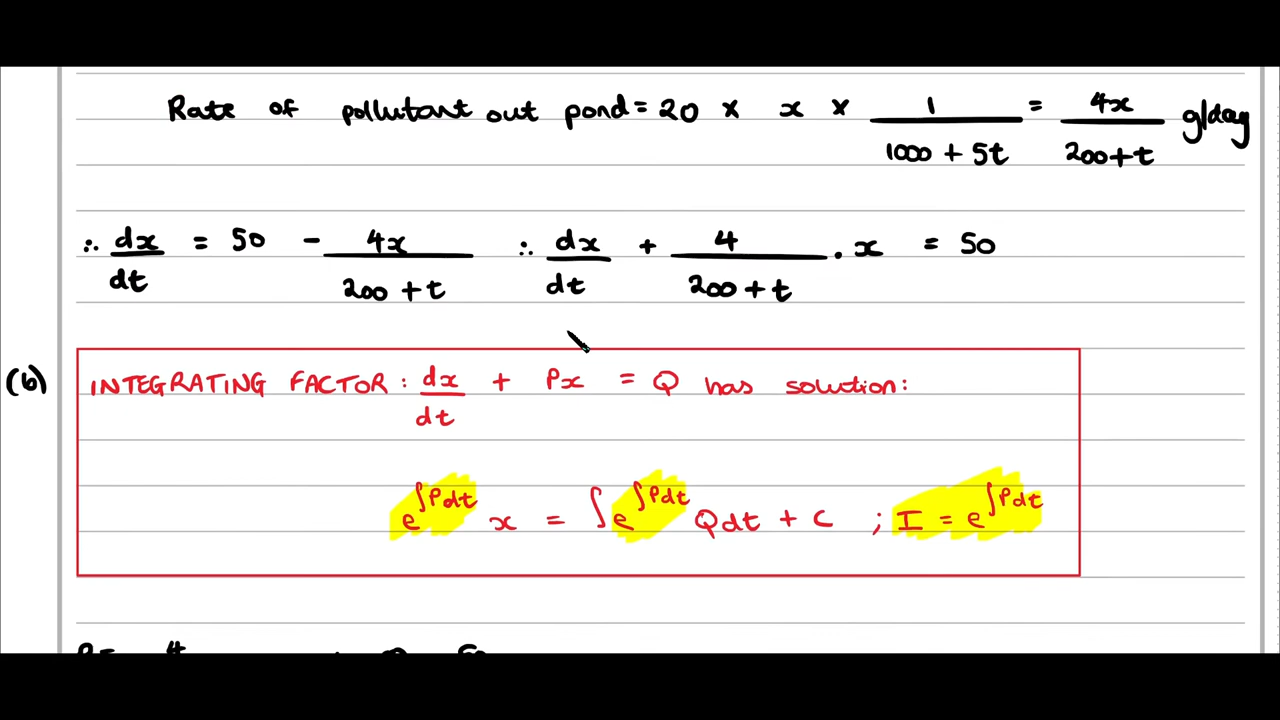 Rate of pollutant out pond = 20 × x × 1/(1000 + 5t) = 4x/(200+t) g/day
∴ dx/dt = 50 - 4x/(200+t) ∴ dx/dt + 4/(200+t) . x = 50
(b) INTEGRATING FACTOR: dx/dt + Px = Q has solution:
e^∫Pdt x = ∫e^∫Pdt Qdt + C ; I = e^∫Pdt